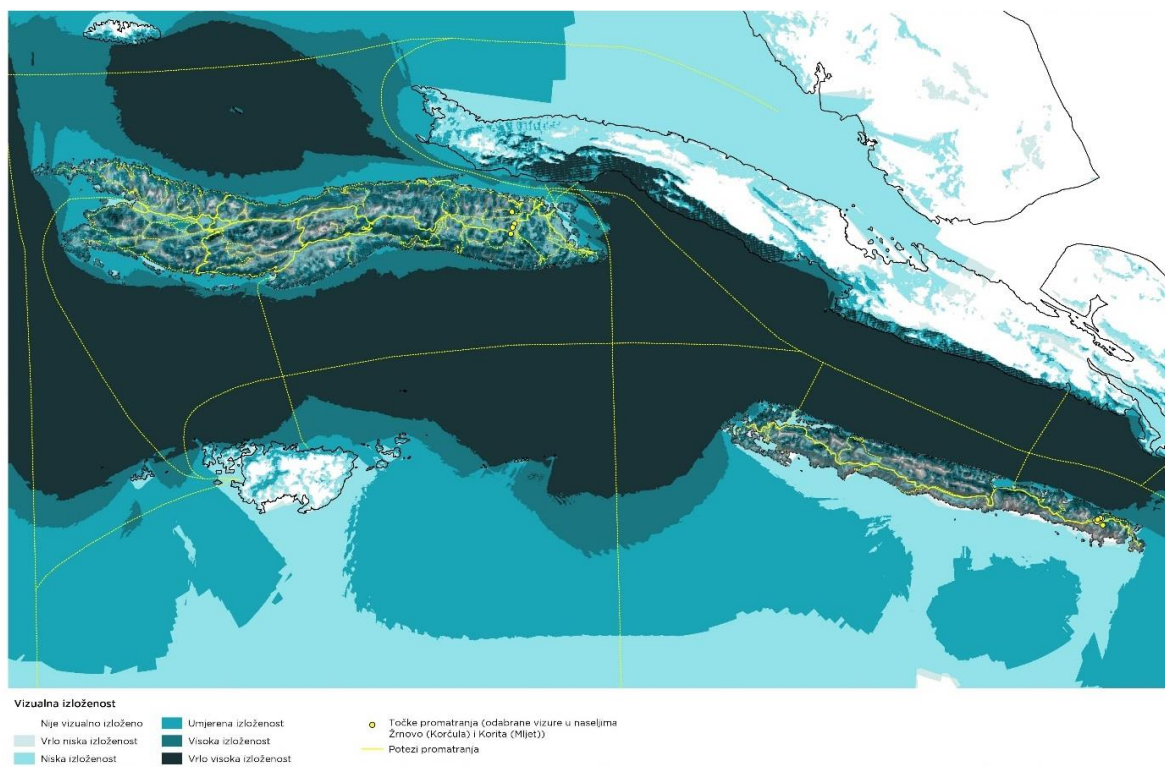 Vizualna izloženost
Nije vizualno izloženo
Vrlo niska izloženost
Niska izloženost
Umjerena izloženost
Visoka izloženost
Vrlo visoka izloženost
Točke promatranja (odabrane vizure u naseljima
Žrnovo (Korčula) i Korita (Mljet))
Potezi promatranja